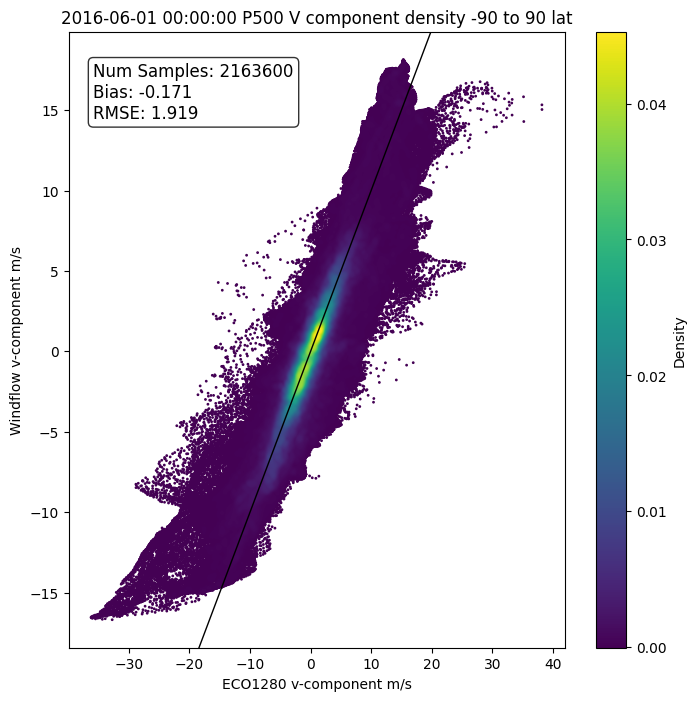 2016-06-01 00:00:00 P500 V component density -90 to 90 lat
Num Samples: 2163600
Bias: -0.171
RMSE: 1.919
15
10
5
0
−5
−10
−15
Windflow v-component m/s
−30
−20
−10
0
10
20
30
40
ECO1280 v-component m/s
0.04
0.03
0.02
0.01
0.00
Density